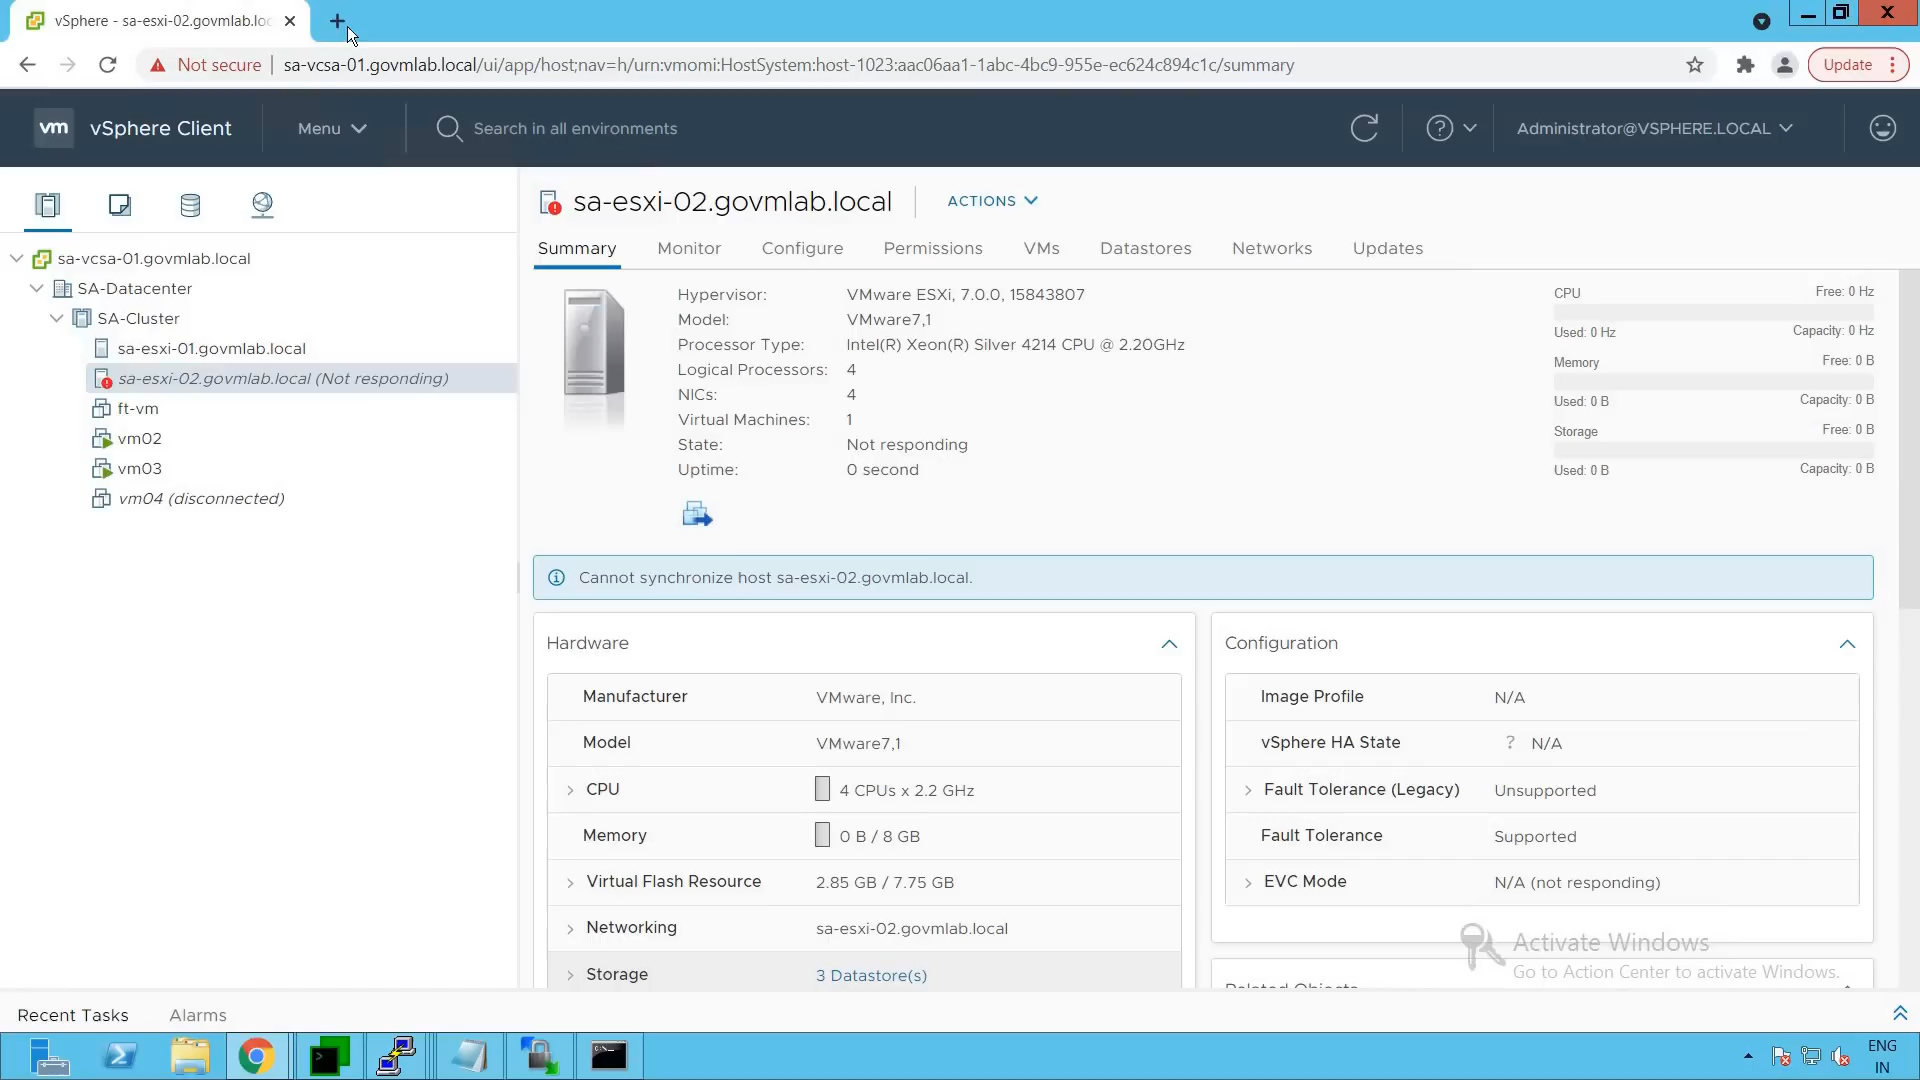 vSphere - sa-esxi-02.govmlab.loc
Not secure
sa-vcsa-01.govmlab.local/ui/app/host;nav=h/urn:vmomi:HostSystem:host-1023:aac06aa1-1abc-4bc9-955e-ec624c894c1c/summary
Update
vm
vSphere Client
Menu
Search in all environments
Administrator@VSPHERE.LOCAL
sa-vcsa-01.govmlab.local
SA-Datacenter
SA-Cluster
sa-esxi-01.govmlab.local
sa-esxi-02.govmlab.local (Not responding)
ft-vm
vm02
vm03
vm04 (disconnected)
sa-esxi-02.govmlab.local
ACTIONS
Summary Monitor Configure Permissions VMs Datastores Networks Updates
Hypervisor: VMware ESXi, 7.0.0, 15843807
Model: VMware7,1
Processor Type: Intel(R) Xeon(R) Silver 4214 CPU @ 2.20GHz
Logical Processors: 4
NICs: 4
Virtual Machines: 1
State: Not responding
Uptime: 0 second
CPU Free: 0 Hz
Used: 0 Hz Capacity: 0 Hz
Memory Free: 0 B
Used: 0 B Capacity: 0 B
Storage Free: 0 B
Used: 0 B Capacity: 0 B
Cannot synchronize host sa-esxi-02.govmlab.local.
Hardware
Manufacturer VMware, Inc.
Model VMware7,1
CPU 4 CPUs x 2.2 GHz
Memory 0 B / 8 GB
Virtual Flash Resource 2.85 GB / 7.75 GB
Networking sa-esxi-02.govmlab.local
Storage 3 Datastore(s)
Configuration
Image Profile N/A
vSphere HA State ? N/A
Fault Tolerance (Legacy) Unsupported
Fault Tolerance Supported
EVC Mode N/A (not responding)
Related Objects
Activate Windows
Go to Action Center to activate Windows.
Recent Tasks Alarms
ENG
IN